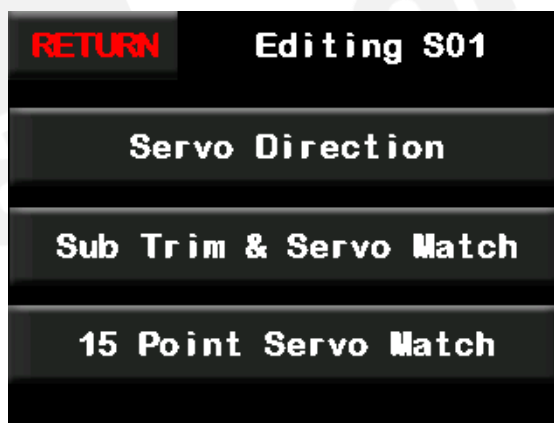 RETURN Editing S01
Servo Direction
Sub Trim & Servo Match
15 Point Servo Match